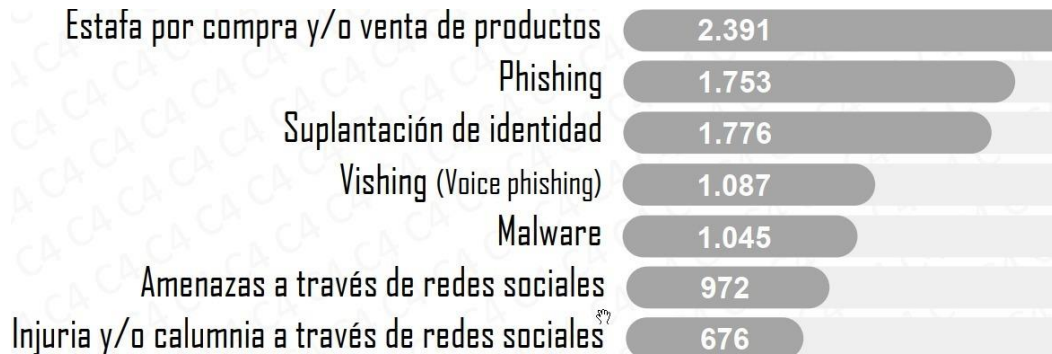 Estafa por compra y/o venta de productos 2.391
Phishing 1.753
Suplantación de identidad 1.776
Vishing (Voice phishing) 1.087
Malware 1.045
Amenazas a través de redes sociales 972
Injuria y/o calumnia a través de redes sociales 676